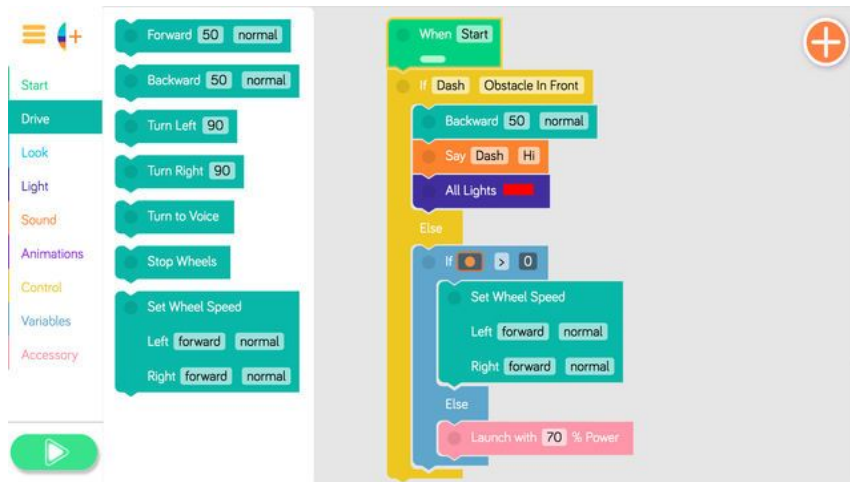 Start
Drive
Look
Light
Sound
Animations
Control
Variables
Accessory
Forward 50 normal
Backward 50 normal
Turn Left 90
Turn Right 90
Turn to Voice
Stop Wheels
Set Wheel Speed
Left forward normal
Right forward normal
When Start
If Dash Obstacle In Front
Backward 50 normal
Say Dash Hi
All Lights
Else
If > 0
Set Wheel Speed
Left forward normal
Right forward normal
Else
Launch with 70 % Power